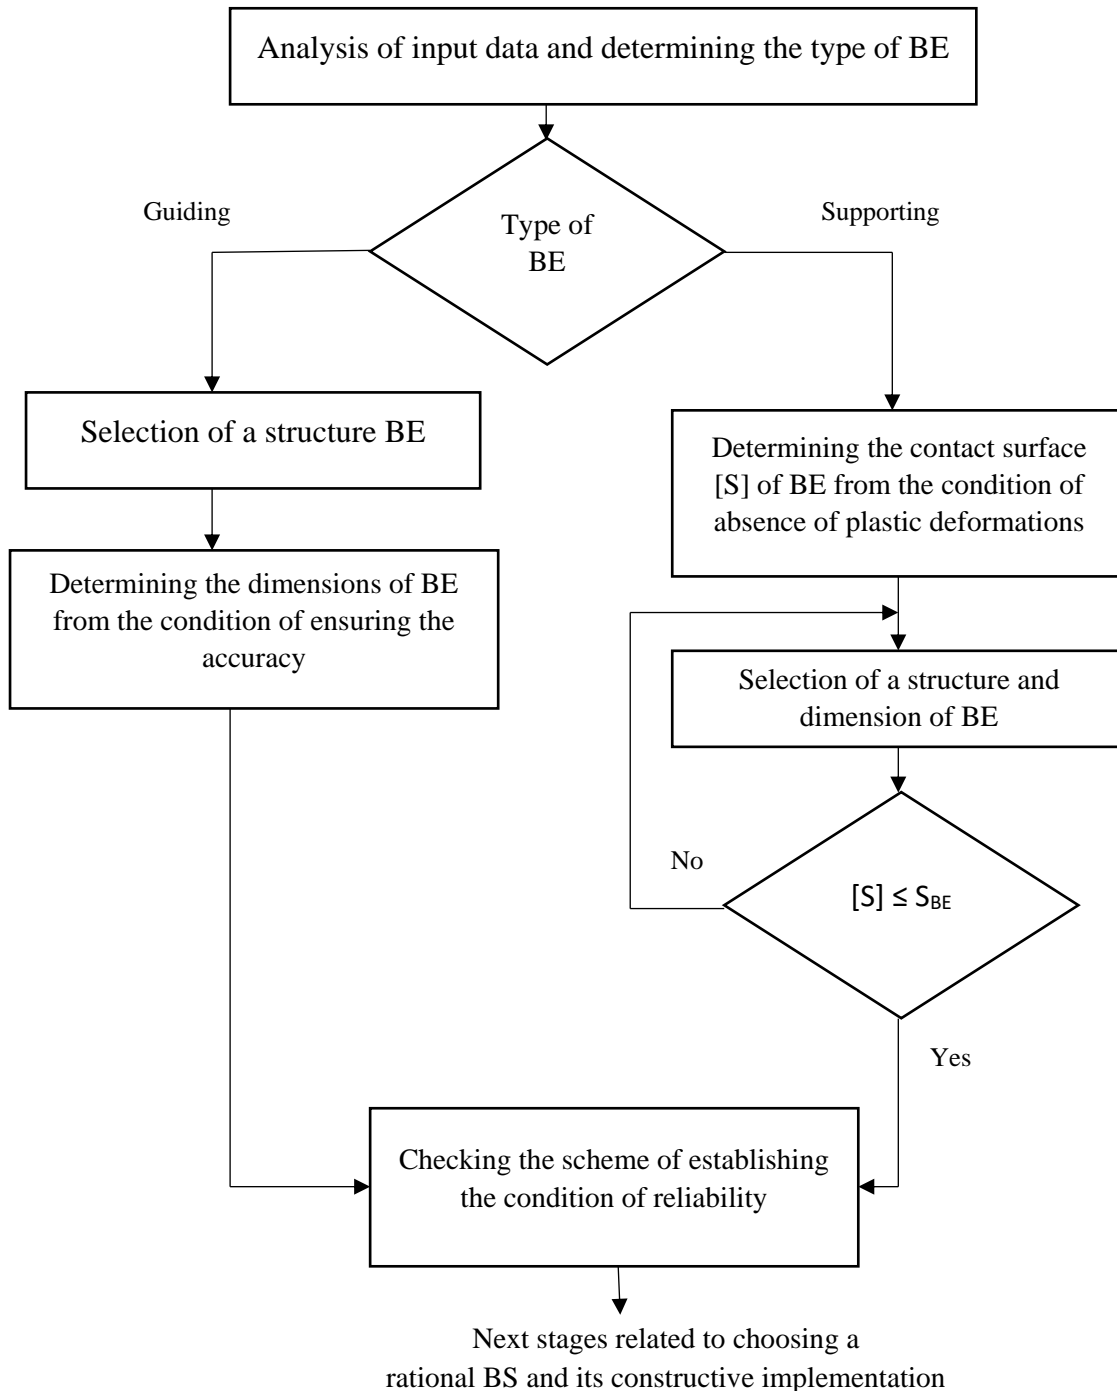 Analysis of input data and determining the type of BE
Guiding
Type of
BE
Supporting
Selection of a structure BE
Determining the contact surface
[S] of BE from the condition of
absence of plastic deformations
Determining the dimensions of BE
from the condition of ensuring the
accuracy
Selection of a structure and
dimension of BE
No
[S] ≤ SBE
Yes
Checking the scheme of establishing
the condition of reliability
Next stages related to choosing a
rational BS and its constructive implementation